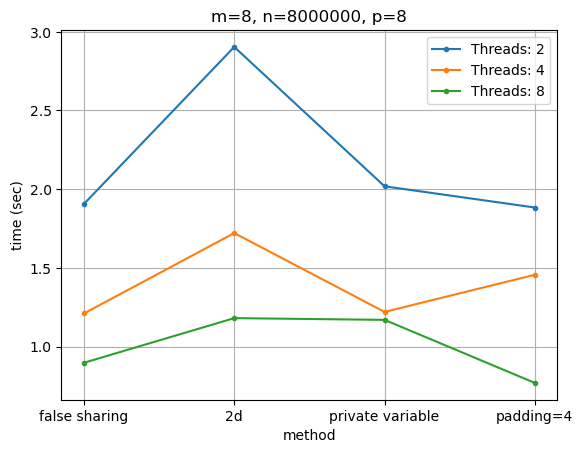 m=8, n=8000000, p=8
Threads: 2
Threads: 4
Threads: 8
time (sec)
3.0
2.5
2.0
1.5
1.0
false sharing 2d private variable padding=4
method